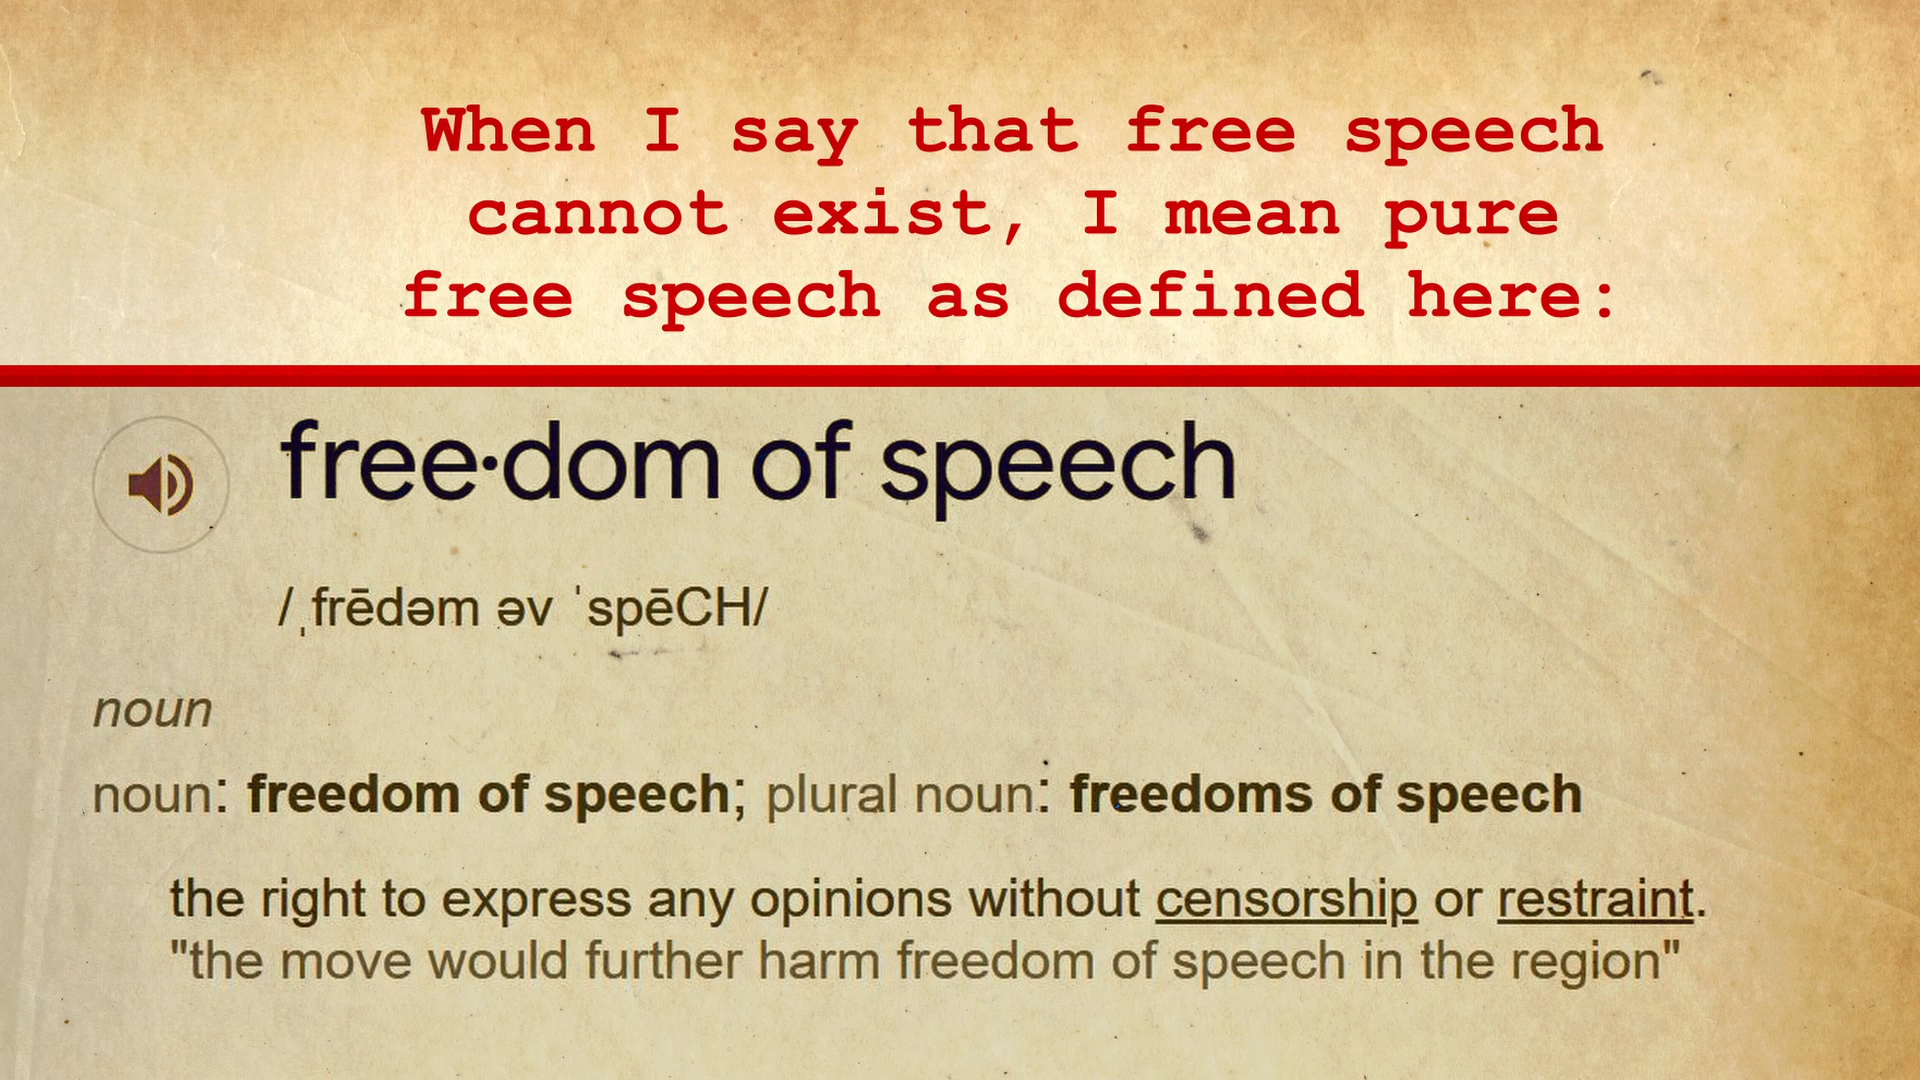 When I say that free speech
cannot exist, I mean pure
free speech as defined here:
free·dom of speech
/ˌfrēdəm əv ˈspēCH/
noun
noun: freedom of speech; plural noun: freedoms of speech
the right to express any opinions without censorship or restraint.
"the move would further harm freedom of speech in the region"